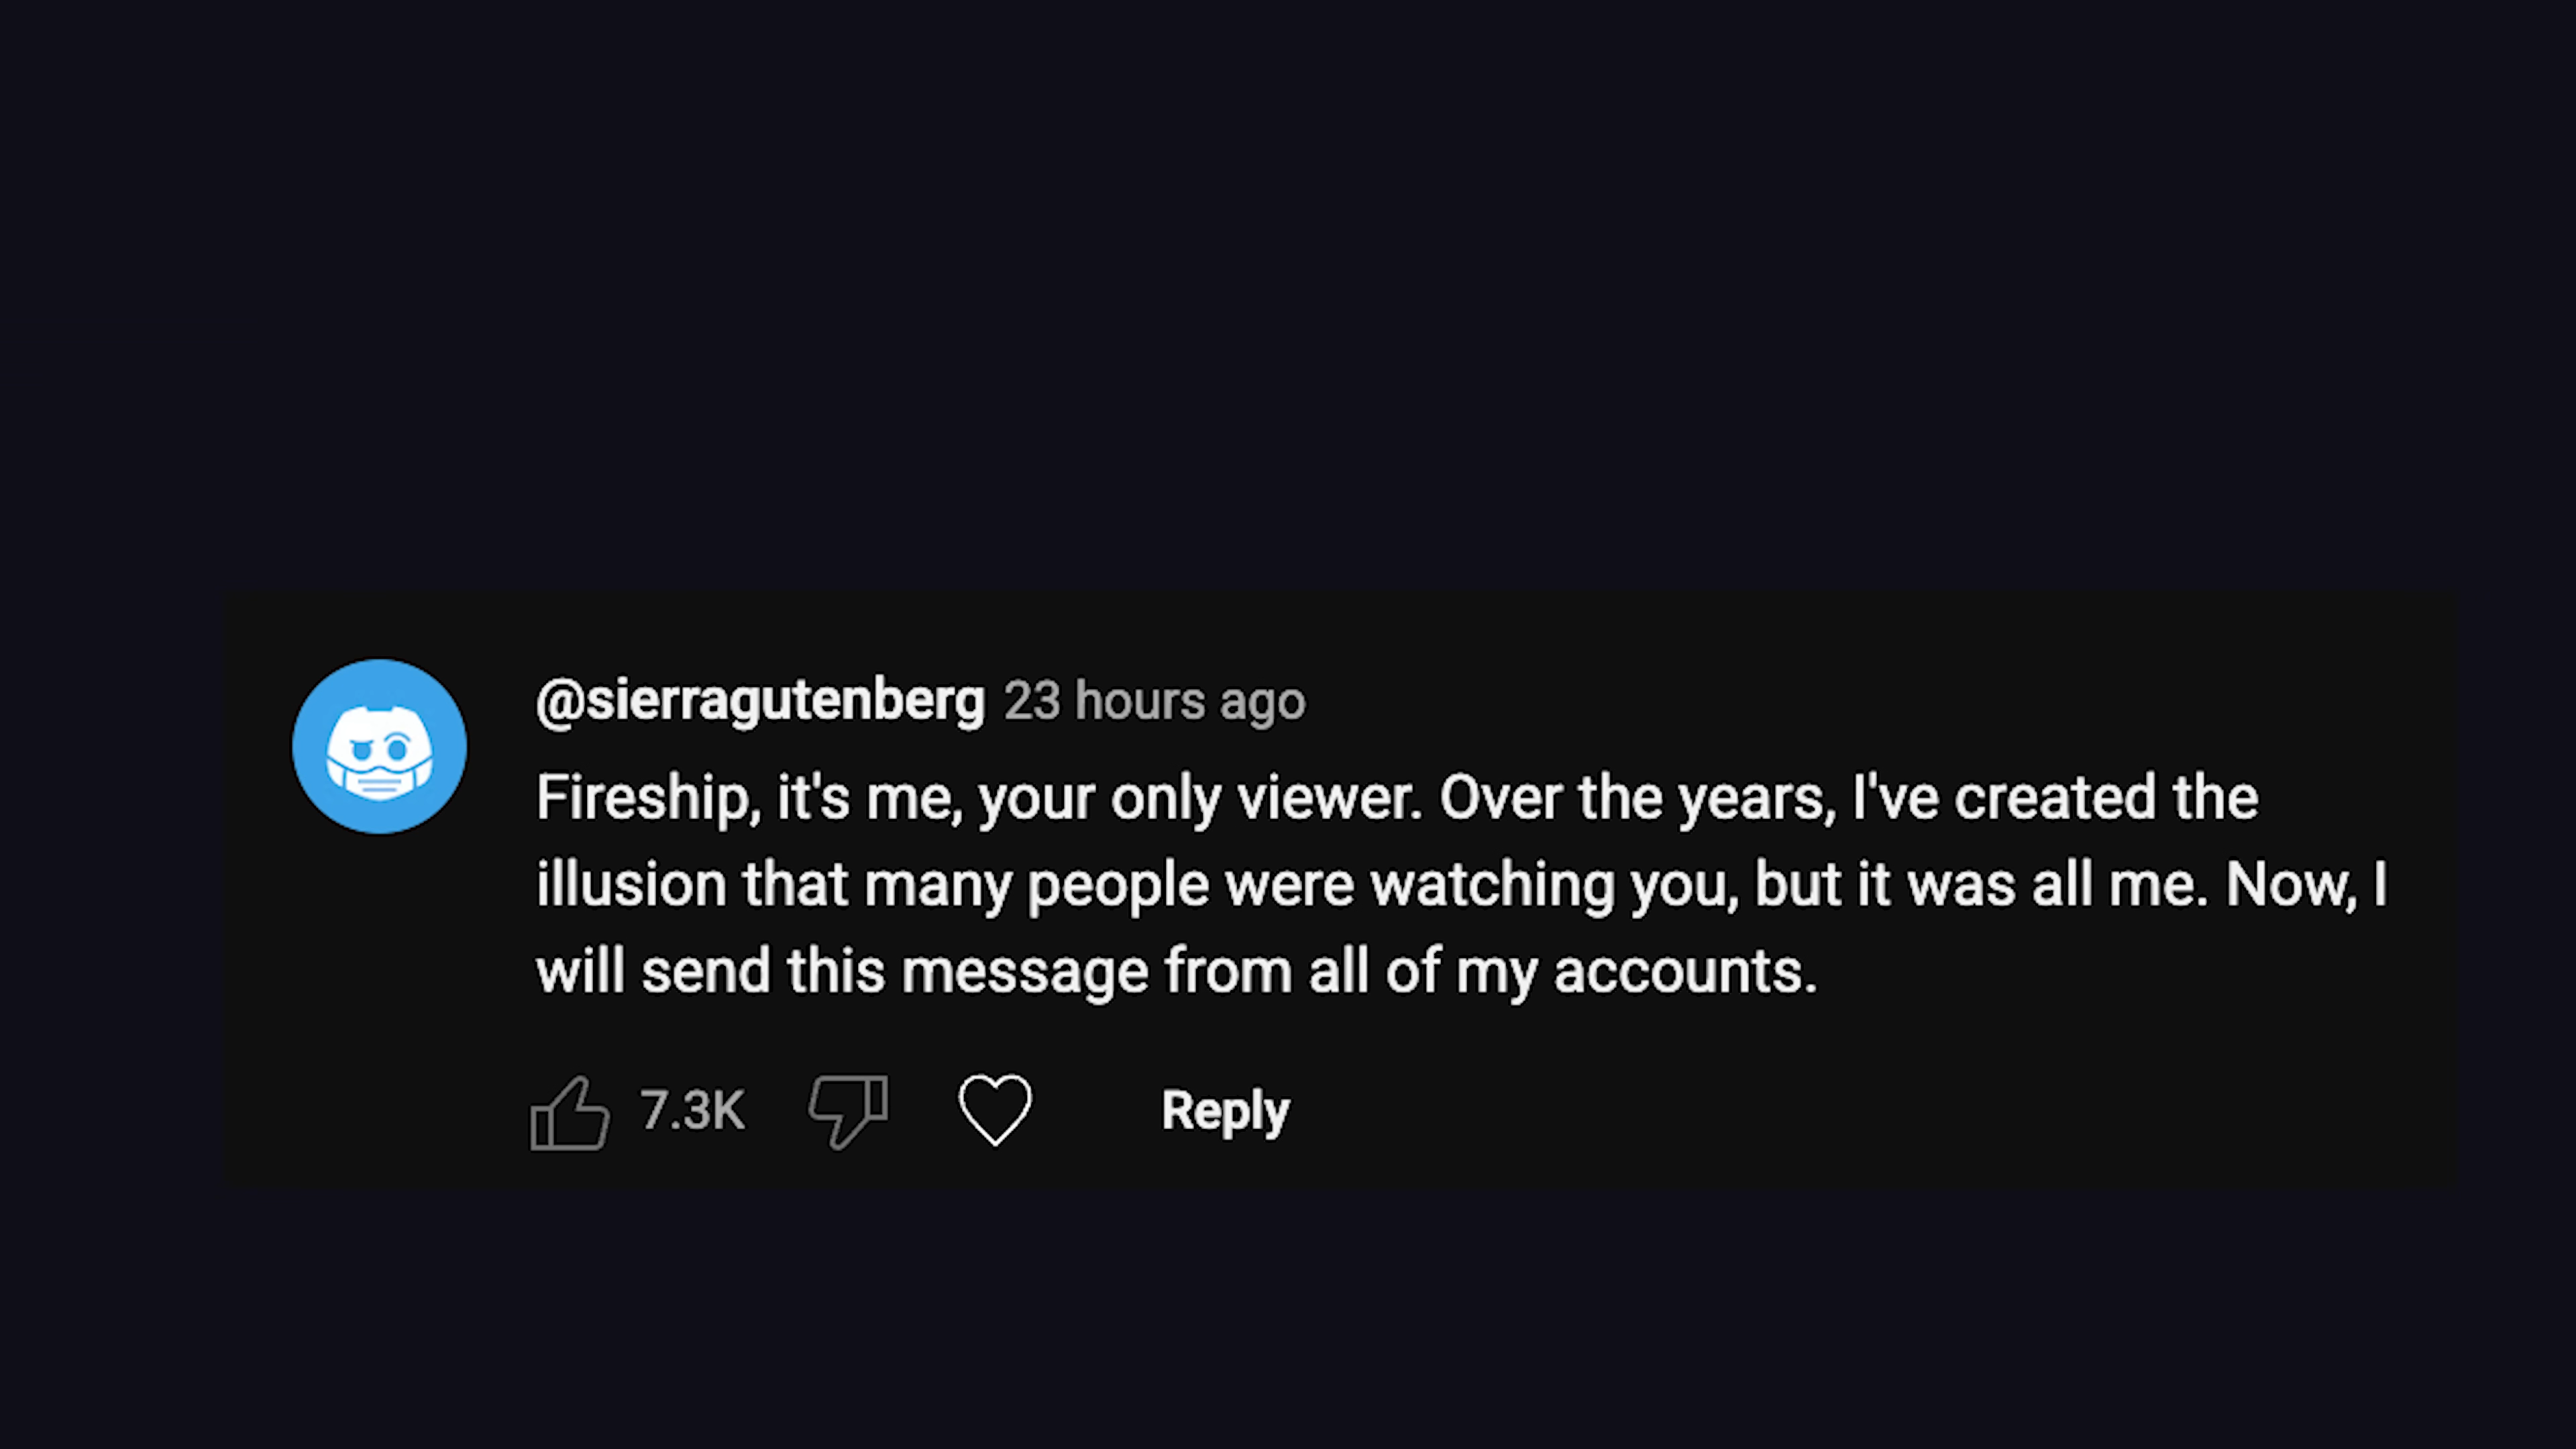 @sierragutenberg 23 hours ago
Fireship, it's me, your only viewer. Over the years, I've created the
illusion that many people were watching you, but it was all me. Now, I
will send this message from all of my accounts.
7.3K Reply